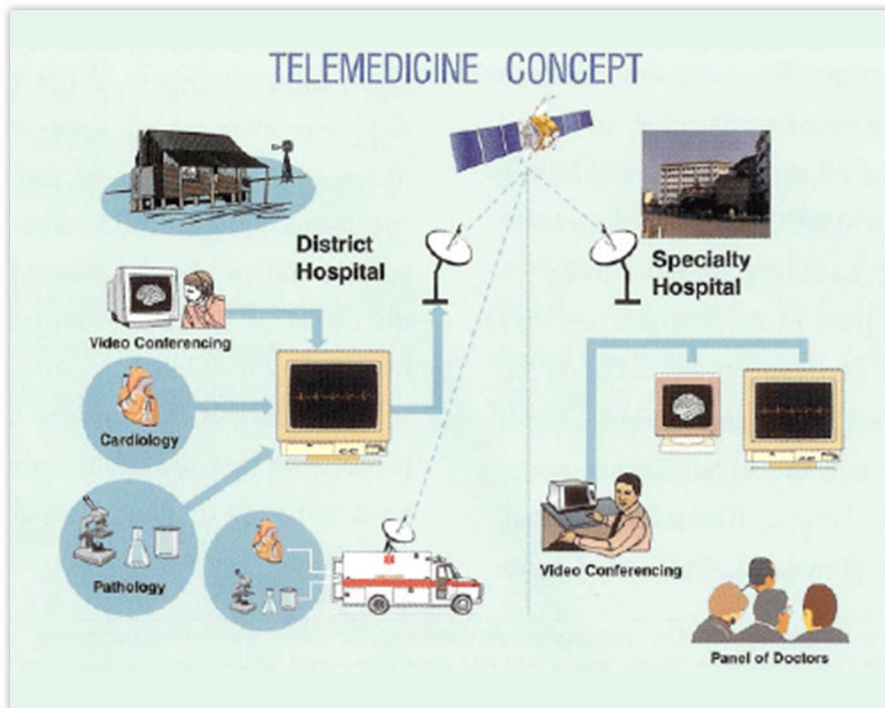 TELEMEDICINE CONCEPT
District
Hospital
Specialty
Hospital
Video Conferencing
Cardiology
Pathology
Video Conferencing
Panel of Doctors